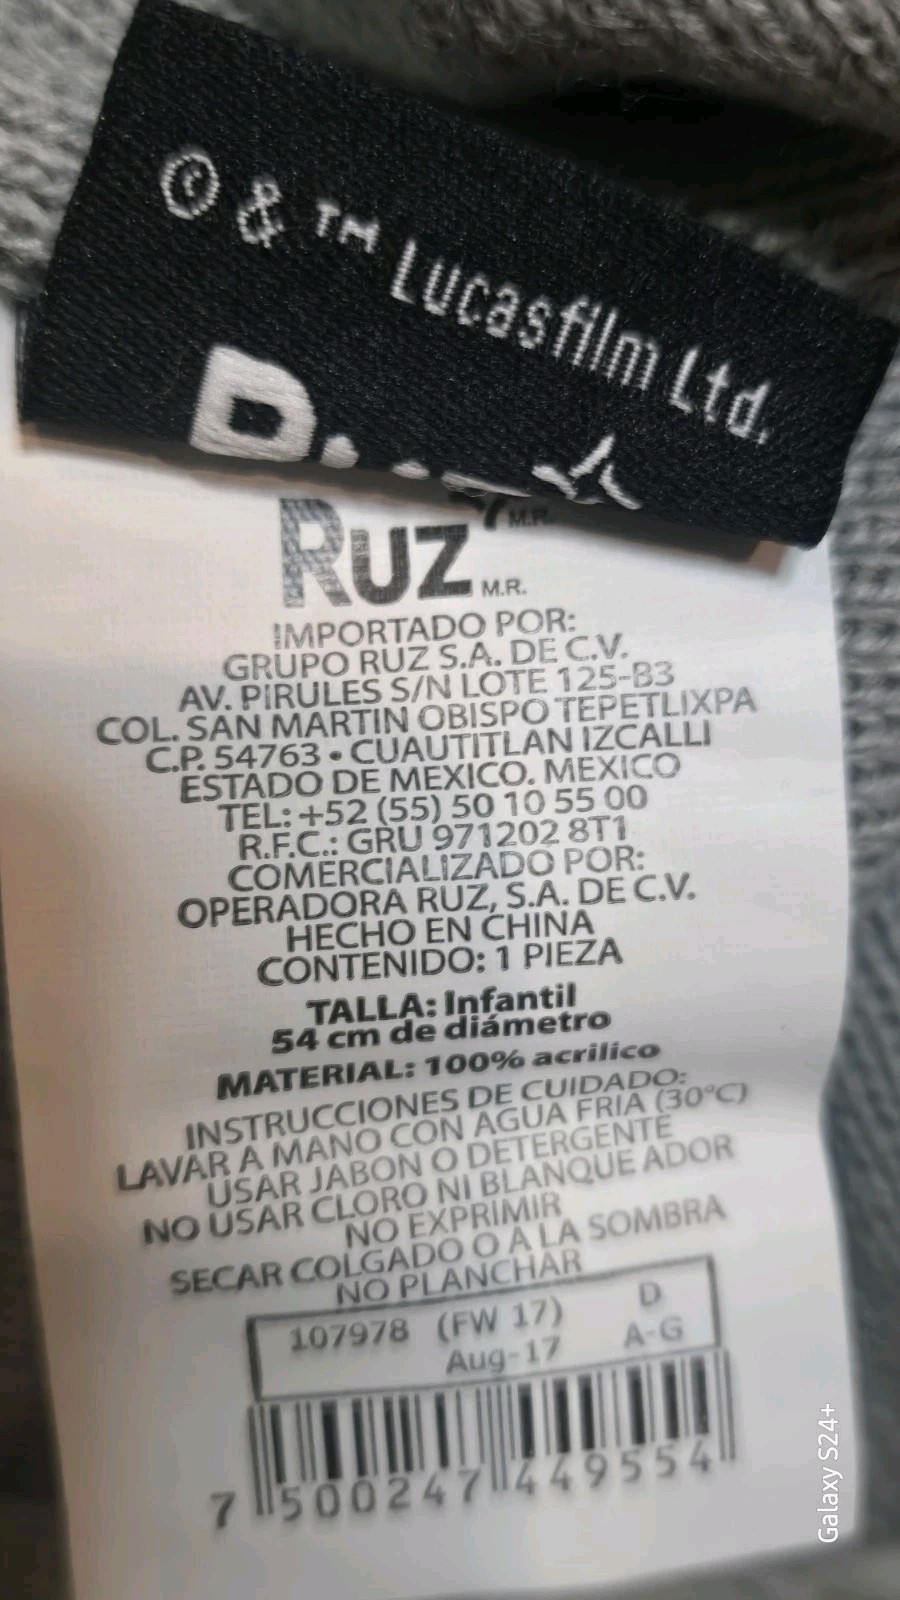 © & ™ Lucasfilm Ltd.
RUZ M.R.
IMPORTADO POR:
GRUPO RUZ S.A. DE C.V.
AV. PIRULES S/N LOTE 125-B3
COL. SAN MARTIN OBISPO TEPETLIXPA
C.P. 54763 • CUAUTITLAN IZCALLI
ESTADO DE MEXICO. MEXICO
TEL: +52 (55) 50 10 55 00
R.F.C.: GRU 971202 8T1
COMERCIALIZADO POR:
OPERADORA RUZ, S.A. DE C.V.
HECHO EN CHINA
CONTENIDO: 1 PIEZA
TALLA: Infantil
54 cm de diámetro
MATERIAL: 100% acrilico
INSTRUCCIONES DE CUIDADO:
LAVAR A MANO CON AGUA FRIA (30°C)
USAR JABON O DETERGENTE
NO USAR CLORO NI BLANQUE ADOR
NO EXPRIMIR
SECAR COLGADO O A LA SOMBRA
NO PLANCHAR
107978 (FW 17) D
Aug-17 A-G
7 500247 449554
Galaxy S24+